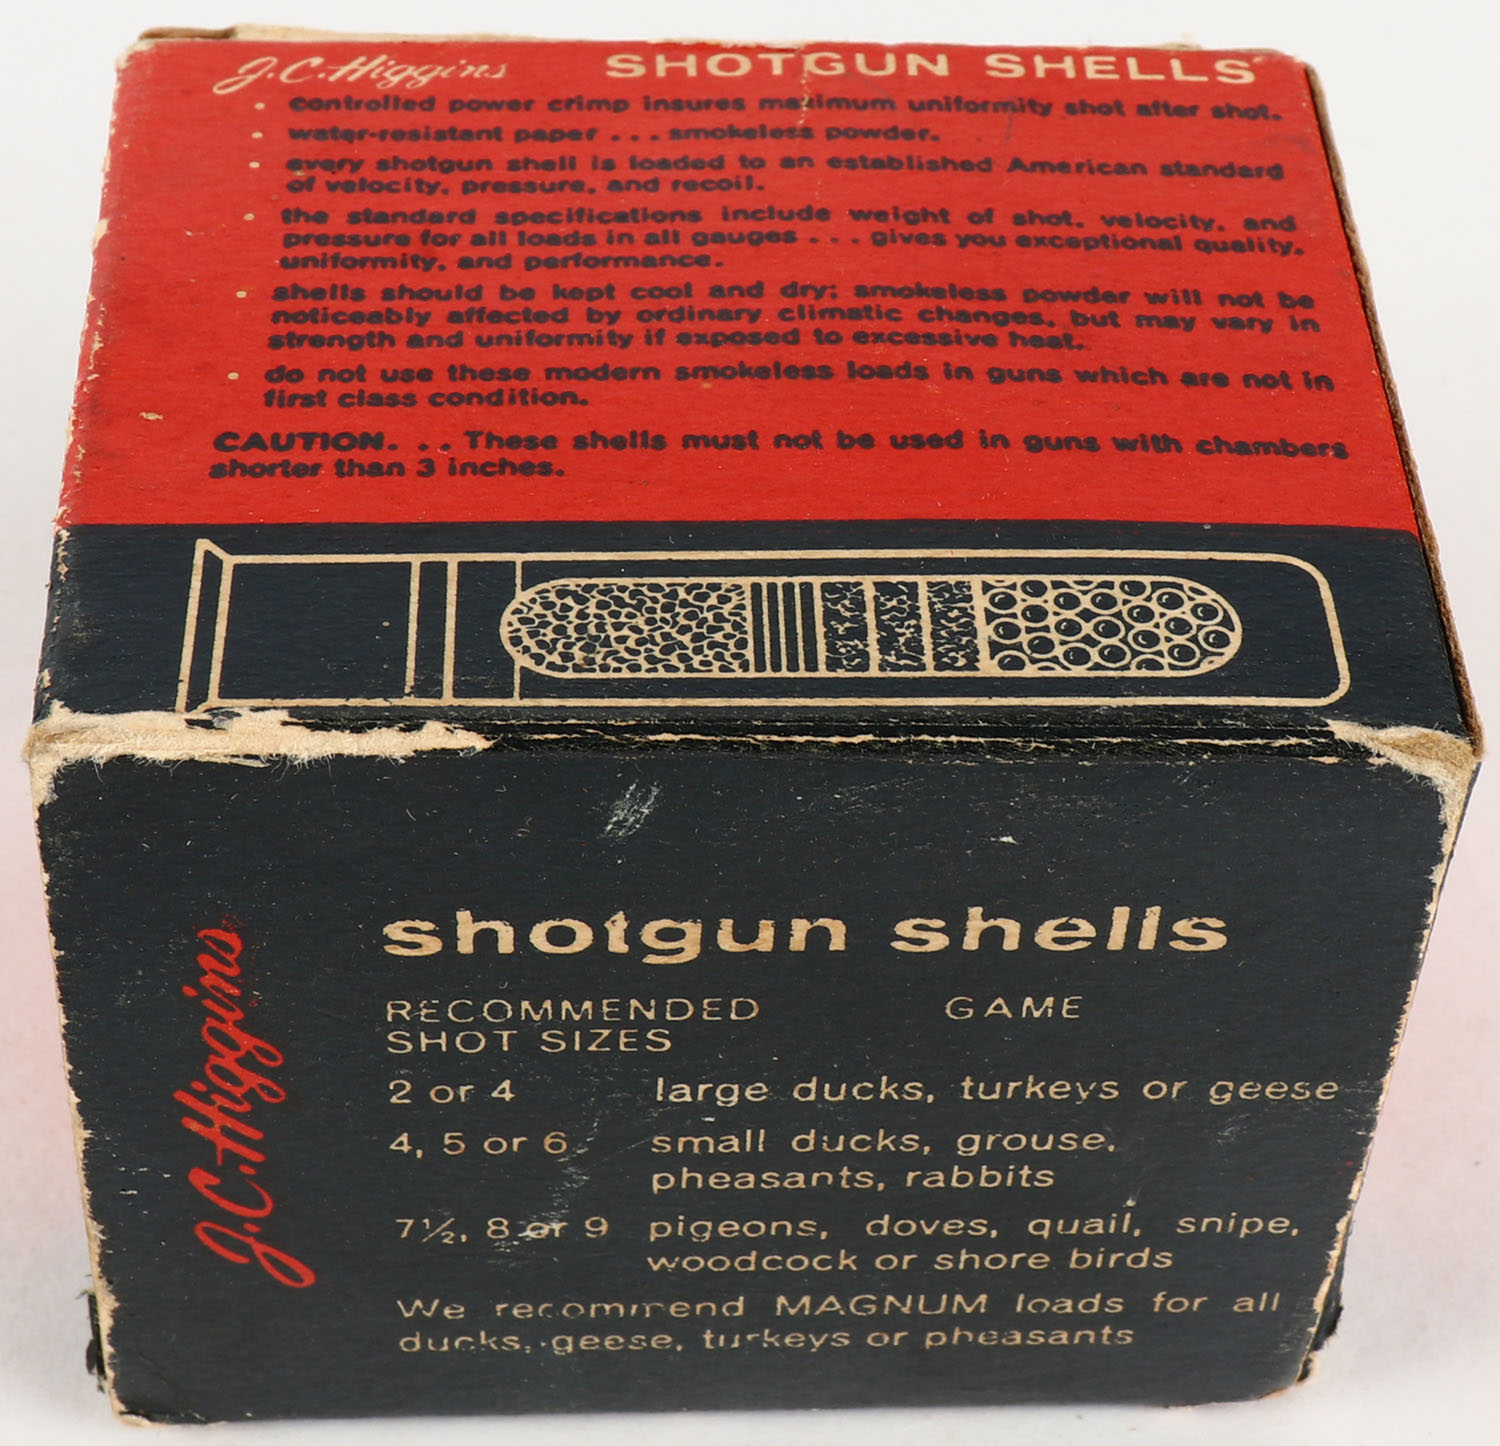 J.C. Higgins SHOTGUN SHELLS
• controlled power crimp insures maximum uniformity shot after shot.
• water-resistant paper . . . smokeless powder.
• every shotgun shell is loaded to an established American standard
of velocity, pressure, and recoil.
• the standard specifications include weight of shot, velocity, and
pressure for all loads in all gauges . . . gives you exceptional quality,
uniformity, and performance.
• shells should be kept cool and dry; smokeless powder will not be
noticeably affected by ordinary climatic changes, but may vary in
strength and uniformity if exposed to excessive heat.
• do not use these modern smokeless loads in guns which are not in
first class condition.
CAUTION. . . These shells must not be used in guns with chambers
shorter than 3 inches.
J.C. Higgins
shotgun shells
RECOMMENDED GAME
SHOT SIZES
2 or 4 large ducks, turkeys or geese
4, 5 or 6 small ducks, grouse,
pheasants, rabbits
7½, 8 or 9 pigeons, doves, quail, snipe,
woodcock or shore birds
We recommend MAGNUM loads for all
ducks, geese, turkeys or pheasants